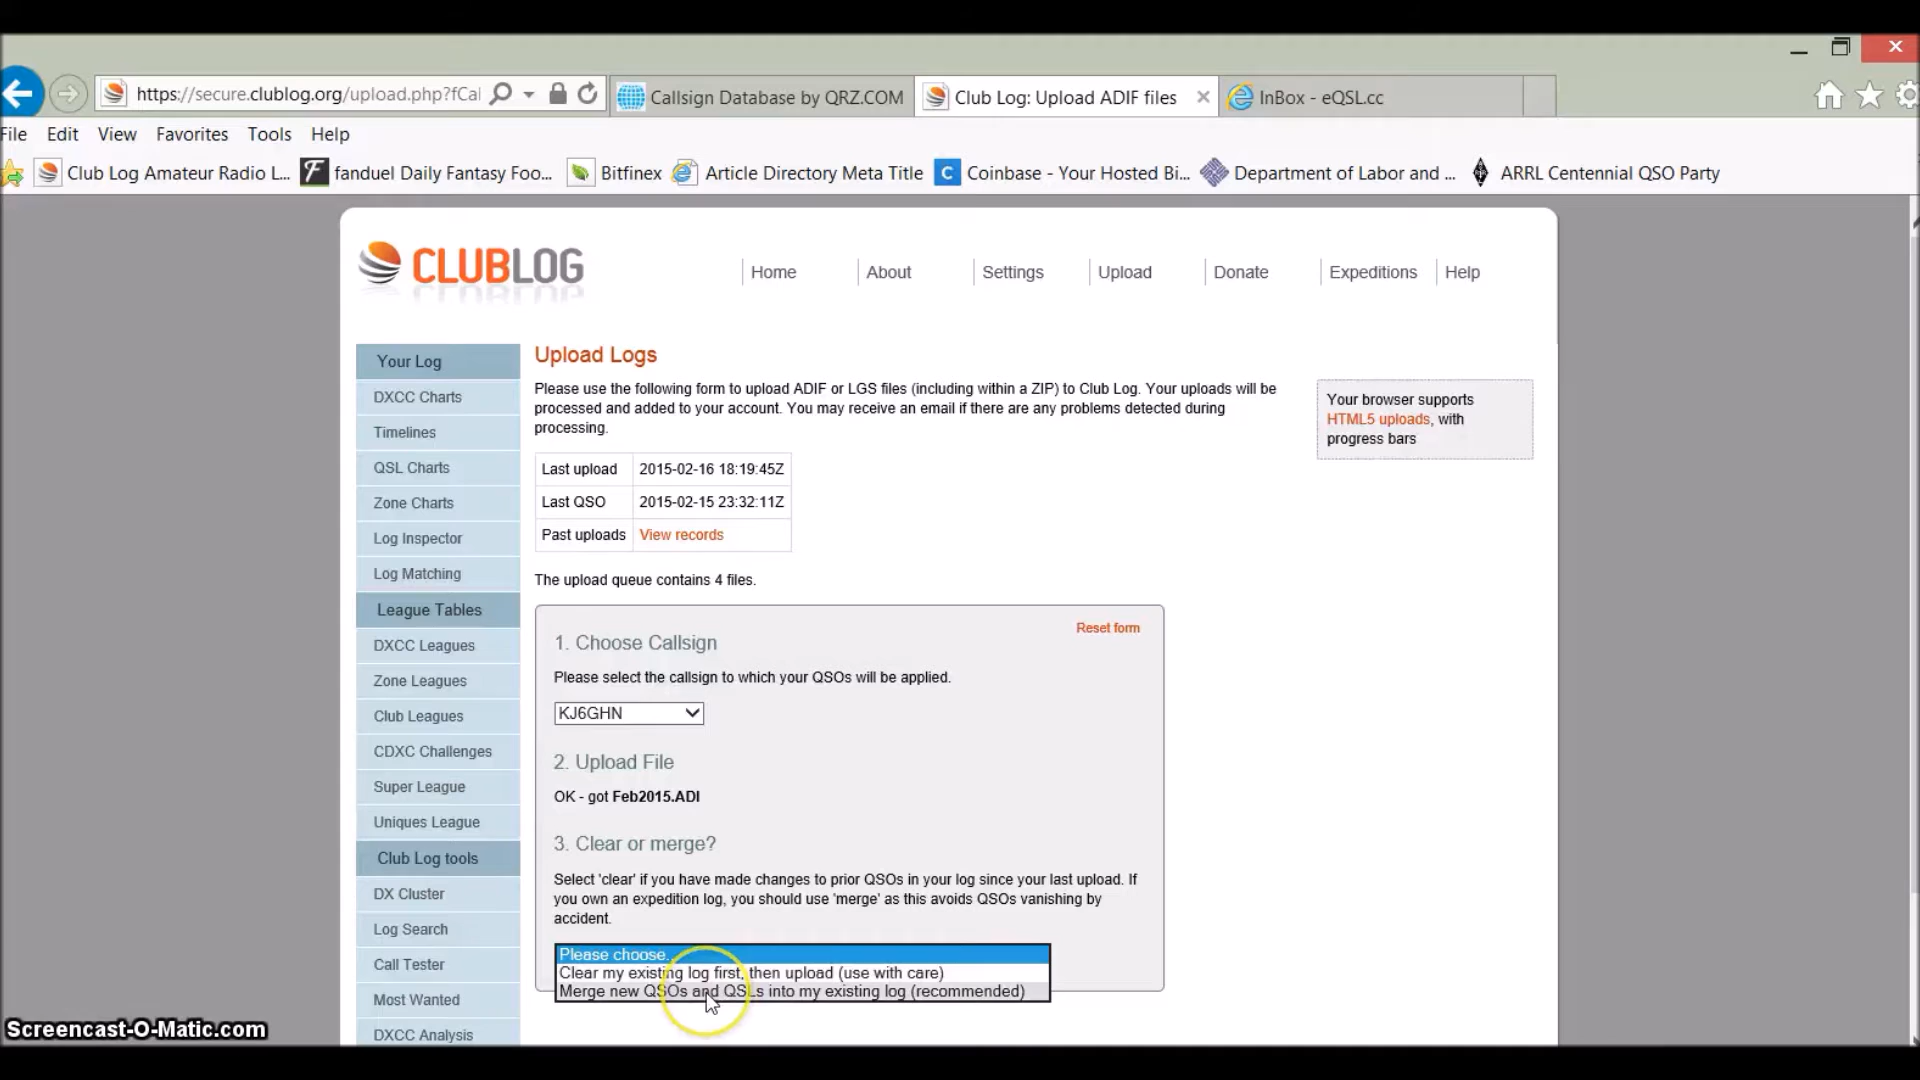 https://secure.clublog.org/upload.php?fCal
Callsign Database by QRZ.COM
Club Log: Upload ADIF files
InBox - eQSL.cc
File Edit View Favorites Tools Help
Club Log Amateur Radio L...
fanduel Daily Fantasy Foo...
Bitfinex
Article Directory Meta Title
Coinbase - Your Hosted Bi...
Department of Labor and ...
ARRL Centennial QSO Party
CLUBLOG
Home
About
Settings
Upload
Donate
Expeditions
Help
Your Log
DXCC Charts
Timelines
QSL Charts
Zone Charts
Log Inspector
Log Matching
League Tables
DXCC Leagues
Zone Leagues
Club Leagues
CDXC Challenges
Super League
Uniques League
Club Log tools
DX Cluster
Log Search
Call Tester
Most Wanted
DXCC Analysis
Upload Logs
Please use the following form to upload ADIF or LGS files (including within a ZIP) to Club Log. Your uploads will be
processed and added to your account. You may receive an email if there are any problems detected during
processing.
Last upload 2015-02-16 18:19:45Z
Last QSO 2015-02-15 23:32:11Z
Past uploads View records
The upload queue contains 4 files.
Reset form
1. Choose Callsign
Please select the callsign to which your QSOs will be applied.
KJ6GHN
2. Upload File
OK - got Feb2015.ADI
3. Clear or merge?
Select 'clear' if you have made changes to prior QSOs in your log since your last upload. If
you own an expedition log, you should use 'merge' as this avoids QSOs vanishing by
accident.
Please choose..
Clear my existing log first, then upload (use with care)
Merge new QSOs and QSLs into my existing log (recommended)
Your browser supports
HTML5 uploads, with
progress bars
Screencast-O-Matic.com